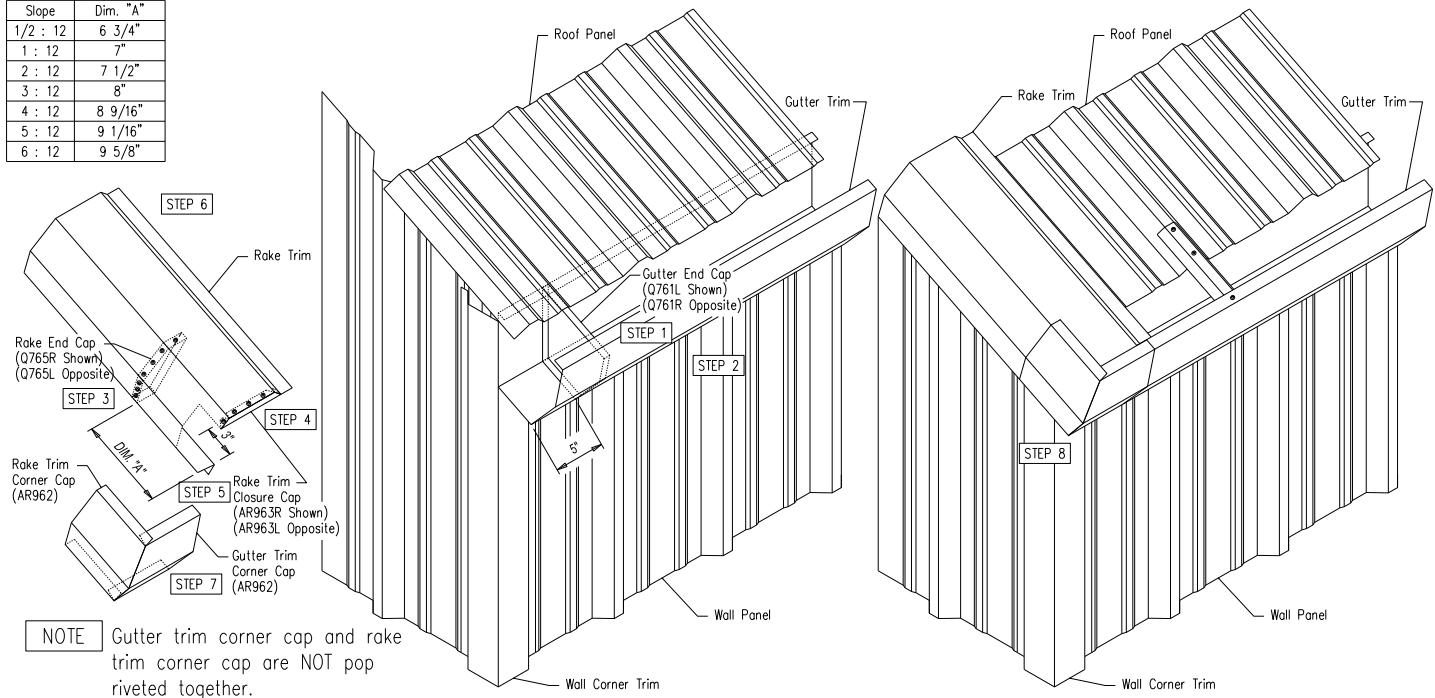 Slope Dim. "A"
1/2 : 12 6 3/4"
1 : 12 7"
2 : 12 7 1/2"
3 : 12 8"
4 : 12 8 9/16"
5 : 12 9 1/16"
6 : 12 9 5/8"
STEP 6
Rake Trim
Rake End Cap
(Q765R Shown)
(Q765L Opposite)
STEP 3
STEP 4
3"
DIM. "A"
STEP 5
Rake Trim
Corner Cap
(AR962)
Rake Trim
Closure Cap
(AR963R Shown)
(AR963L Opposite)
Gutter Trim
Corner Cap
(AR962)
STEP 7
NOTE
Gutter trim corner cap and rake
trim corner cap are NOT pop
riveted together.
Roof Panel
Gutter Trim
Gutter End Cap
(Q761L Shown)
(Q761R Opposite)
STEP 1
STEP 2
5"
Wall Panel
Wall Corner Trim
Roof Panel
Rake Trim
Gutter Trim
STEP 8
Wall Panel
Wall Corner Trim